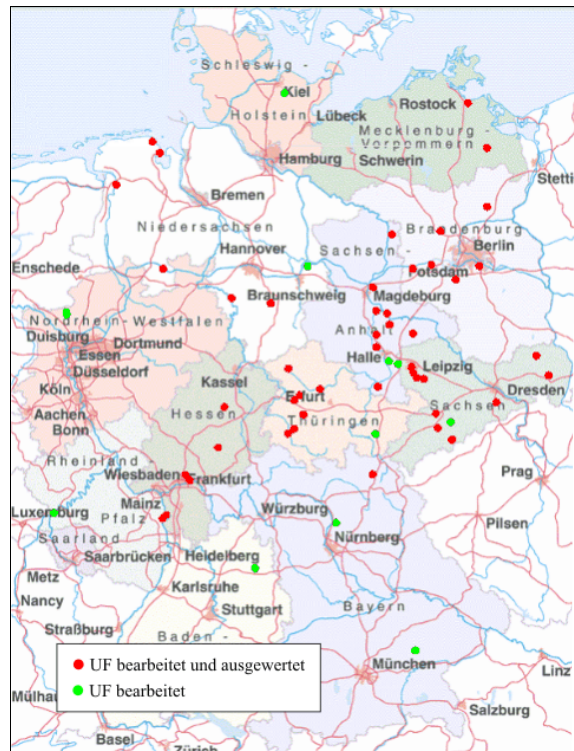 Schleswig -
Kiel
Holstein
Lübeck
Rostock
Mecklenburg -
Vorpommern
Hamburg
Schwerin
Stetti
Bremen
Niedersachsen
Brandenburg
Hannover
Sachsen -
Berlin
Enschede
Potsdam
Braunschweig
Magdeburg
Nordrhein-Westfalen
Anhalt
Duisburg
Dortmund
Essen
Halle
Leipzig
Düsseldorf
Kassel
Dresden
Köln
Erfurt
Sachsen
Hessen
Aachen
Thüringen
Bonn
Rheinland -
Wiesbaden
Frankfurt
Prag
Mainz
Würzburg
Luxemburg
Pfalz
Pilsen
Saarland
Nürnberg
Saarbrücken
Heidelberg
Metz
Karlsruhe
Nancy
Bayern
Stuttgart
Straßburg
Baden -
UF bearbeitet und ausgewertet
München
Linz
UF bearbeitet
Mülhau
Salzburg
Basel
Zürich